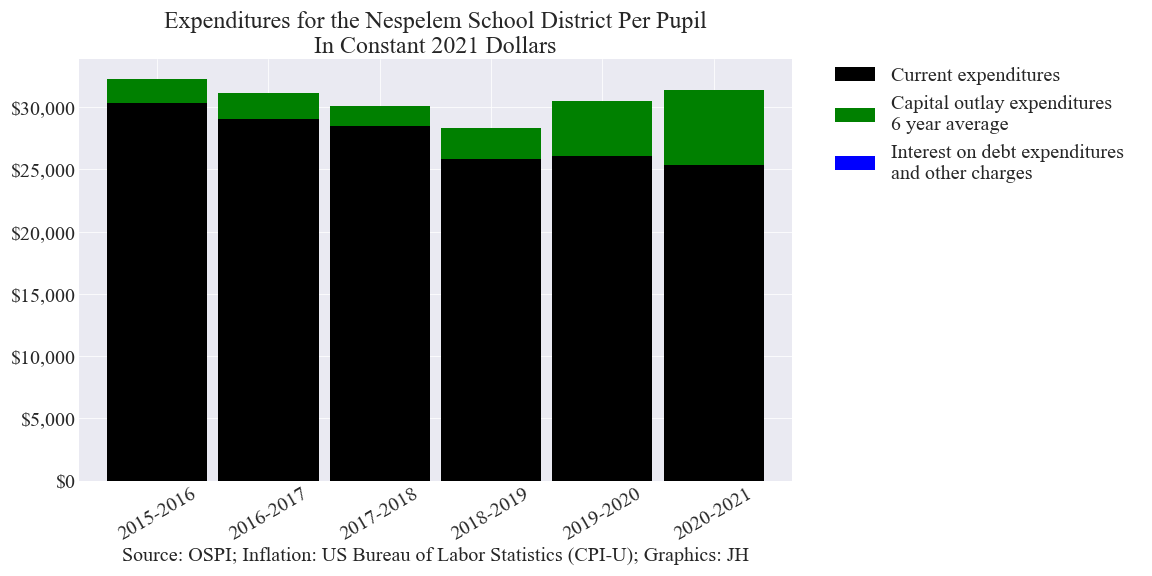 Expenditures for the Nespelem School District Per Pupil
In Constant 2021 Dollars
$30,000
$25,000
$20,000
$15,000
$10,000
$5,000
$0
2015-2016
2016-2017
2017-2018
2018-2019
2019-2020
2020-2021
Source: OSPI; Inflation: US Bureau of Labor Statistics (CPI-U); Graphics: JH
Current expenditures
Capital outlay expenditures
6 year average
Interest on debt expenditures
and other charges